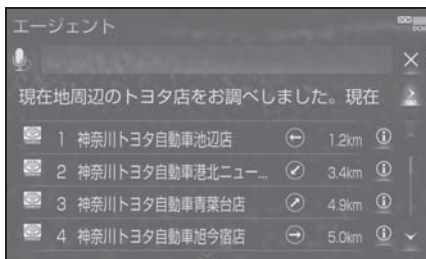 エージェント
DCM
現在地周辺のトヨタ店をお調べしました。現在
1 神奈川トヨタ自動車池辺店 1.2km
2 神奈川トヨタ自動車港北ニュー... 3.4km
3 神奈川トヨタ自動車青葉台店 4.9km
4 神奈川トヨタ自動車旭今宿店 5.0km